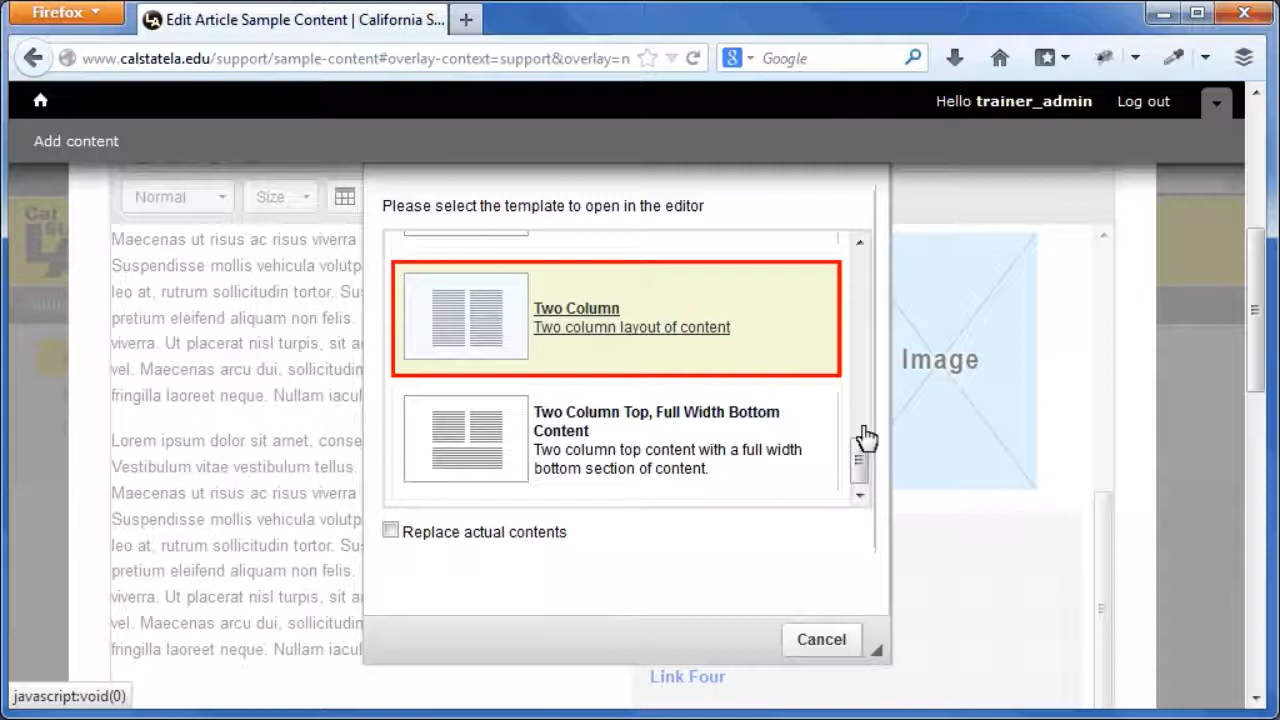 Firefox
Edit Article Sample Content | California S...
www.calstatela.edu/support/sample-content#overlay-context=support&overlay=n
Google
Hello trainer_admin
Log out
Add content
Normal
Size
Please select the template to open in the editor
Maecenas ut risus ac risus viverra
Suspendisse mollis vehicula volutp
leo at, rutrum sollicitudin tortor. Su
pretium eleifend aliquam non felis.
viverra. Ut placerat nisl turpis, sit a
vel. Maecenas arcu dui, sollicitudin
fringilla laoreet neque. Nullam iacul
Two Column
Two column layout of content
Image
Two Column Top, Full Width Bottom
Content
Two column top content with a full width
bottom section of content.
Lorem ipsum dolor sit amet, conse
Vestibulum vitae vestibulum tellus.
Maecenas ut risus ac risus viverra
Suspendisse mollis vehicula volutp
leo at, rutrum sollicitudin tortor. Su
pretium eleifend aliquam non felis.
viverra. Ut placerat nisl turpis, sit a
vel. Maecenas arcu dui, sollicitudin
fringilla laoreet neque. Nullam iacul
Replace actual contents
Cancel
Link Four
javascript:void(0)